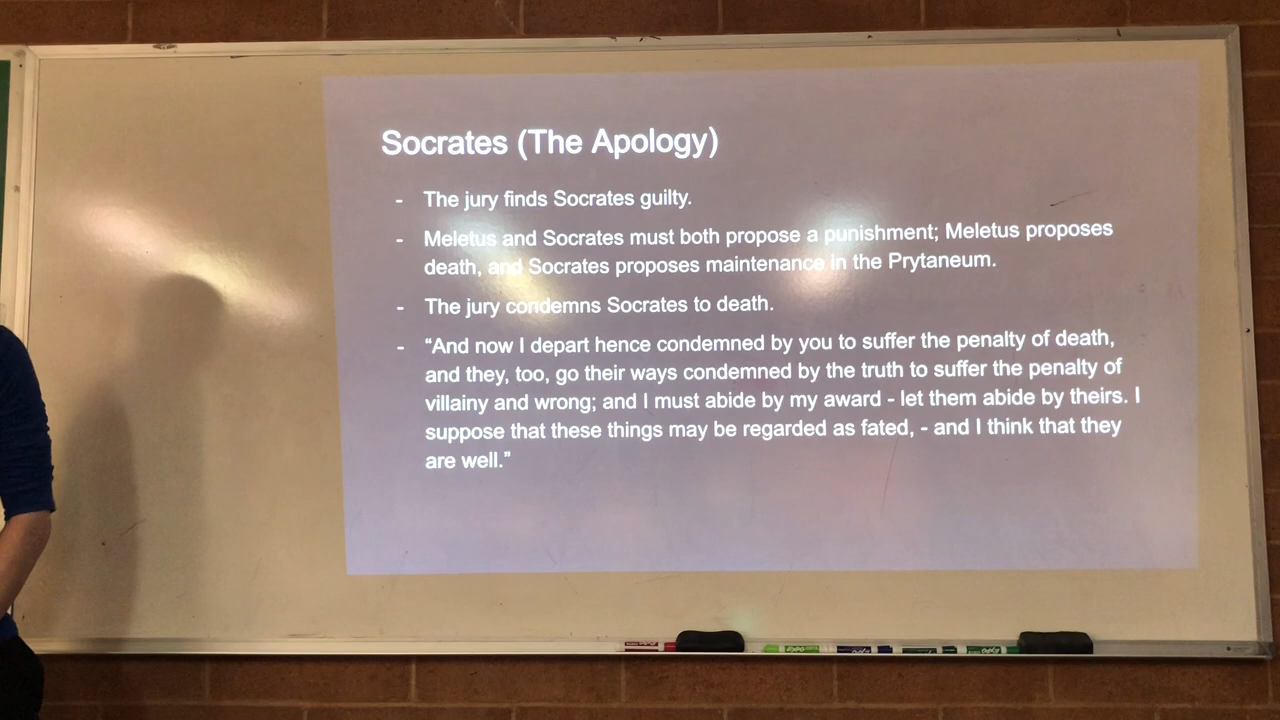 Socrates (The Apology)
- The jury finds Socrates guilty.
- Meletus and Socrates must both propose a punishment; Meletus proposes
death, and Socrates proposes maintenance in the Prytaneum.
- The jury condemns Socrates to death.
- “And now I depart hence condemned by you to suffer the penalty of death,
and they, too, go their ways condemned by the truth to suffer the penalty of
villainy and wrong; and I must abide by my award - let them abide by theirs. I
suppose that these things may be regarded as fated, - and I think that they
are well.”
EXPO